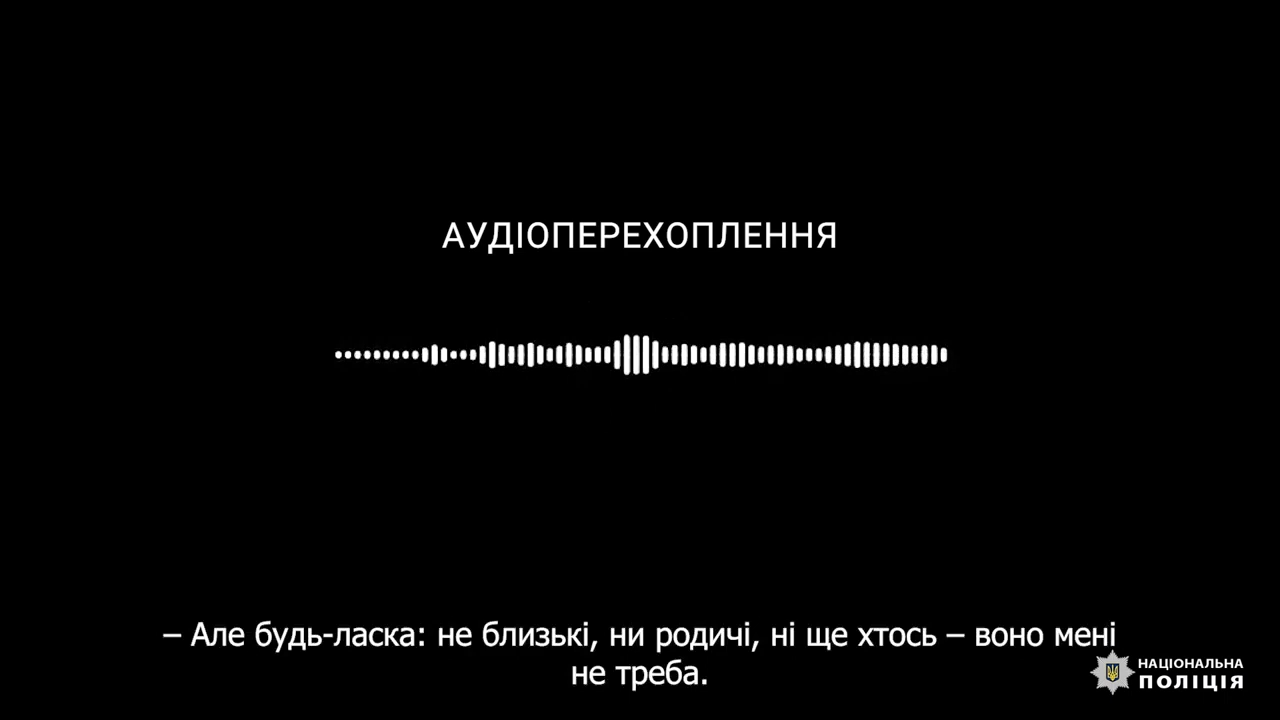 АУДІОПЕРЕХОПЛЕННЯ
– Але будь-ласка: не близькі, ни родичі, ні ще хтось – воно мені
не треба.
НАЦІОНАЛЬНА
ПОЛІЦІЯ